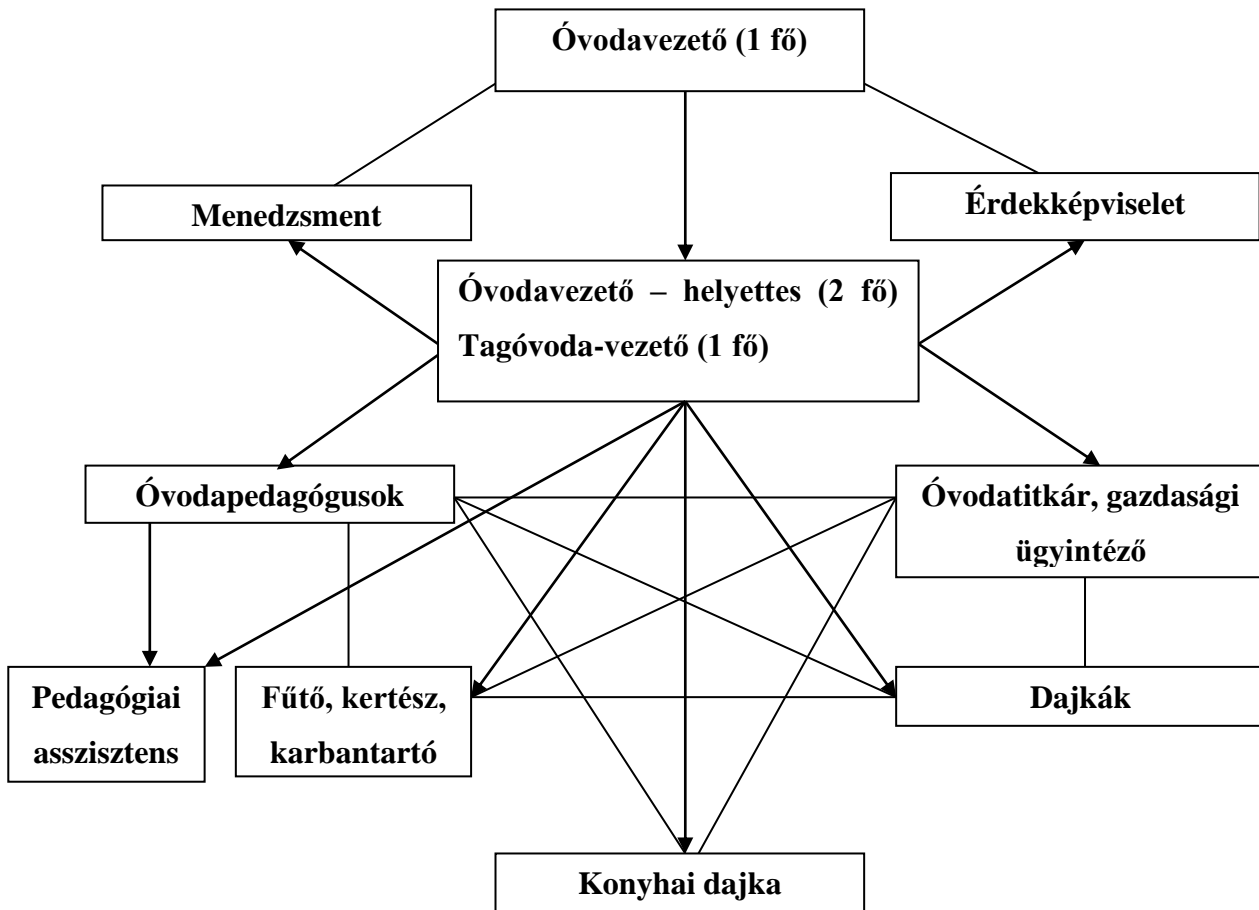 Óvodavezető (1 fő)
Menedzsment
Érdekképviselet
Óvodavezető – helyettes (2 fő)
Tagóvoda-vezető (1 fő)
Óvodapedagógusok
Óvodatitkár, gazdasági
ügyintéző
Pedagógiai
asszisztens
Fűtő, kertész,
karbantartó
Dajkák
Konyhai dajka